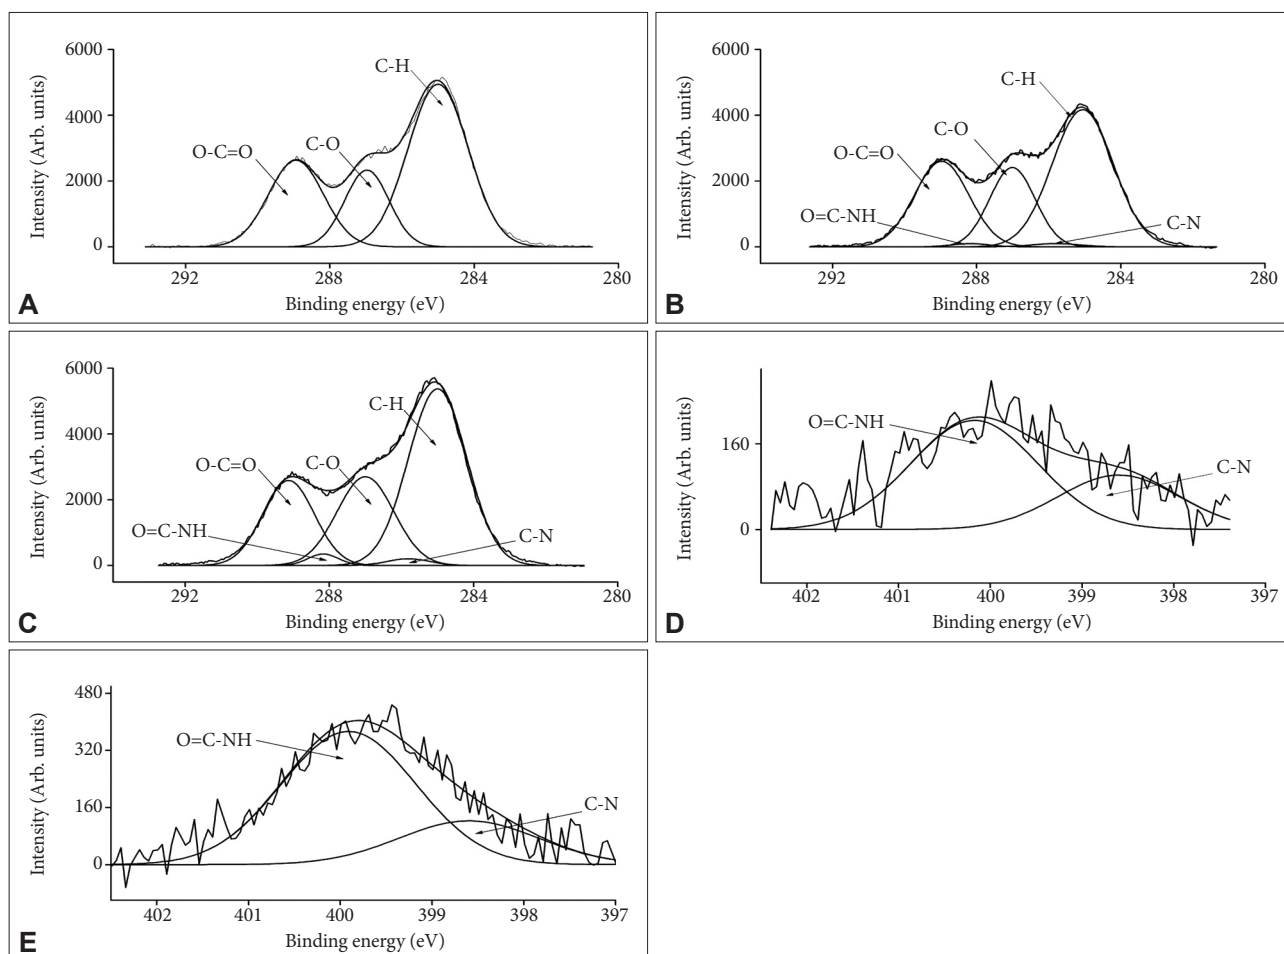 6000
4000
2000
0
Intensity (Arb. units)
C-H
C-O
O-C=O
292
288
284
280
Binding energy (eV)
A
6000
4000
2000
0
Intensity (Arb. units)
C-H
C-O
O-C=O
O=C-NH
C-N
292
288
284
280
Binding energy (eV)
B
6000
4000
2000
0
Intensity (Arb. units)
C-H
O-C=O
C-O
O=C-NH
C-N
292
288
284
280
Binding energy (eV)
C
160
0
Intensity (Arb. units)
O=C-NH
C-N
402
401
400
399
398
397
Binding energy (eV)
D
480
320
160
0
Intensity (Arb. units)
O=C-NH
C-N
402
401
400
399
398
397
Binding energy (eV)
E